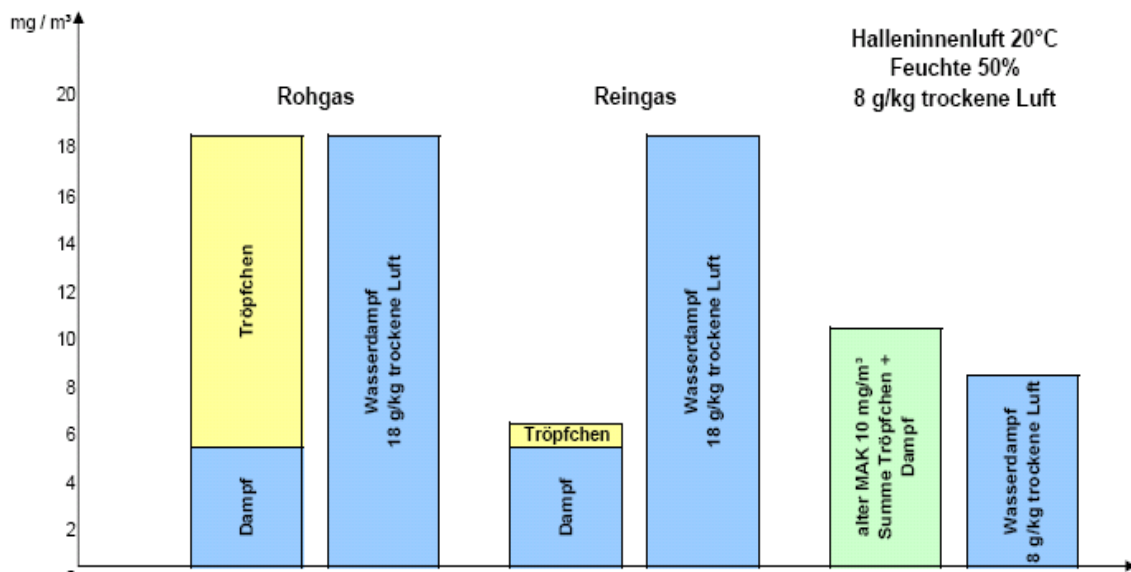 mg / m³
Halleninnenluft 20°C
Feuchte 50%
8 g/kg trockene Luft
Rohgas
Reingas
20
18
16
14
12
10
8
6
4
2
Tröpfchen
Dampf
Wasserdampf
18 g/kg trockene Luft
Tröpfchen
Dampf
Wasserdampf
18 g/kg trockene Luft
alter MAK 10 mg/m³
Summe Tröpfchen +
Dampf
Wasserdampf
8 g/kg trockene Luft